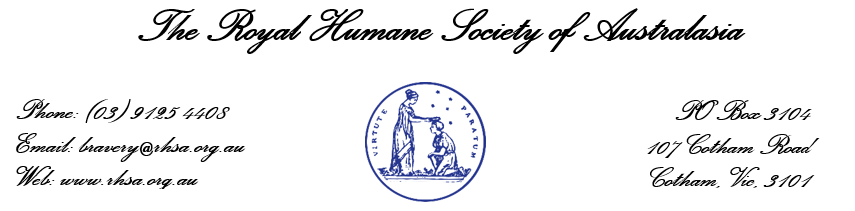 The Royal Humane Society of Australasia
Phone: (03) 9125 4408
Email: bravery@rhsa.org.au
Web: www.rhsa.org.au
VIRTUTE PARATUM
PO Box 3104
107 Cotham Road
Cotham, Vic, 3101